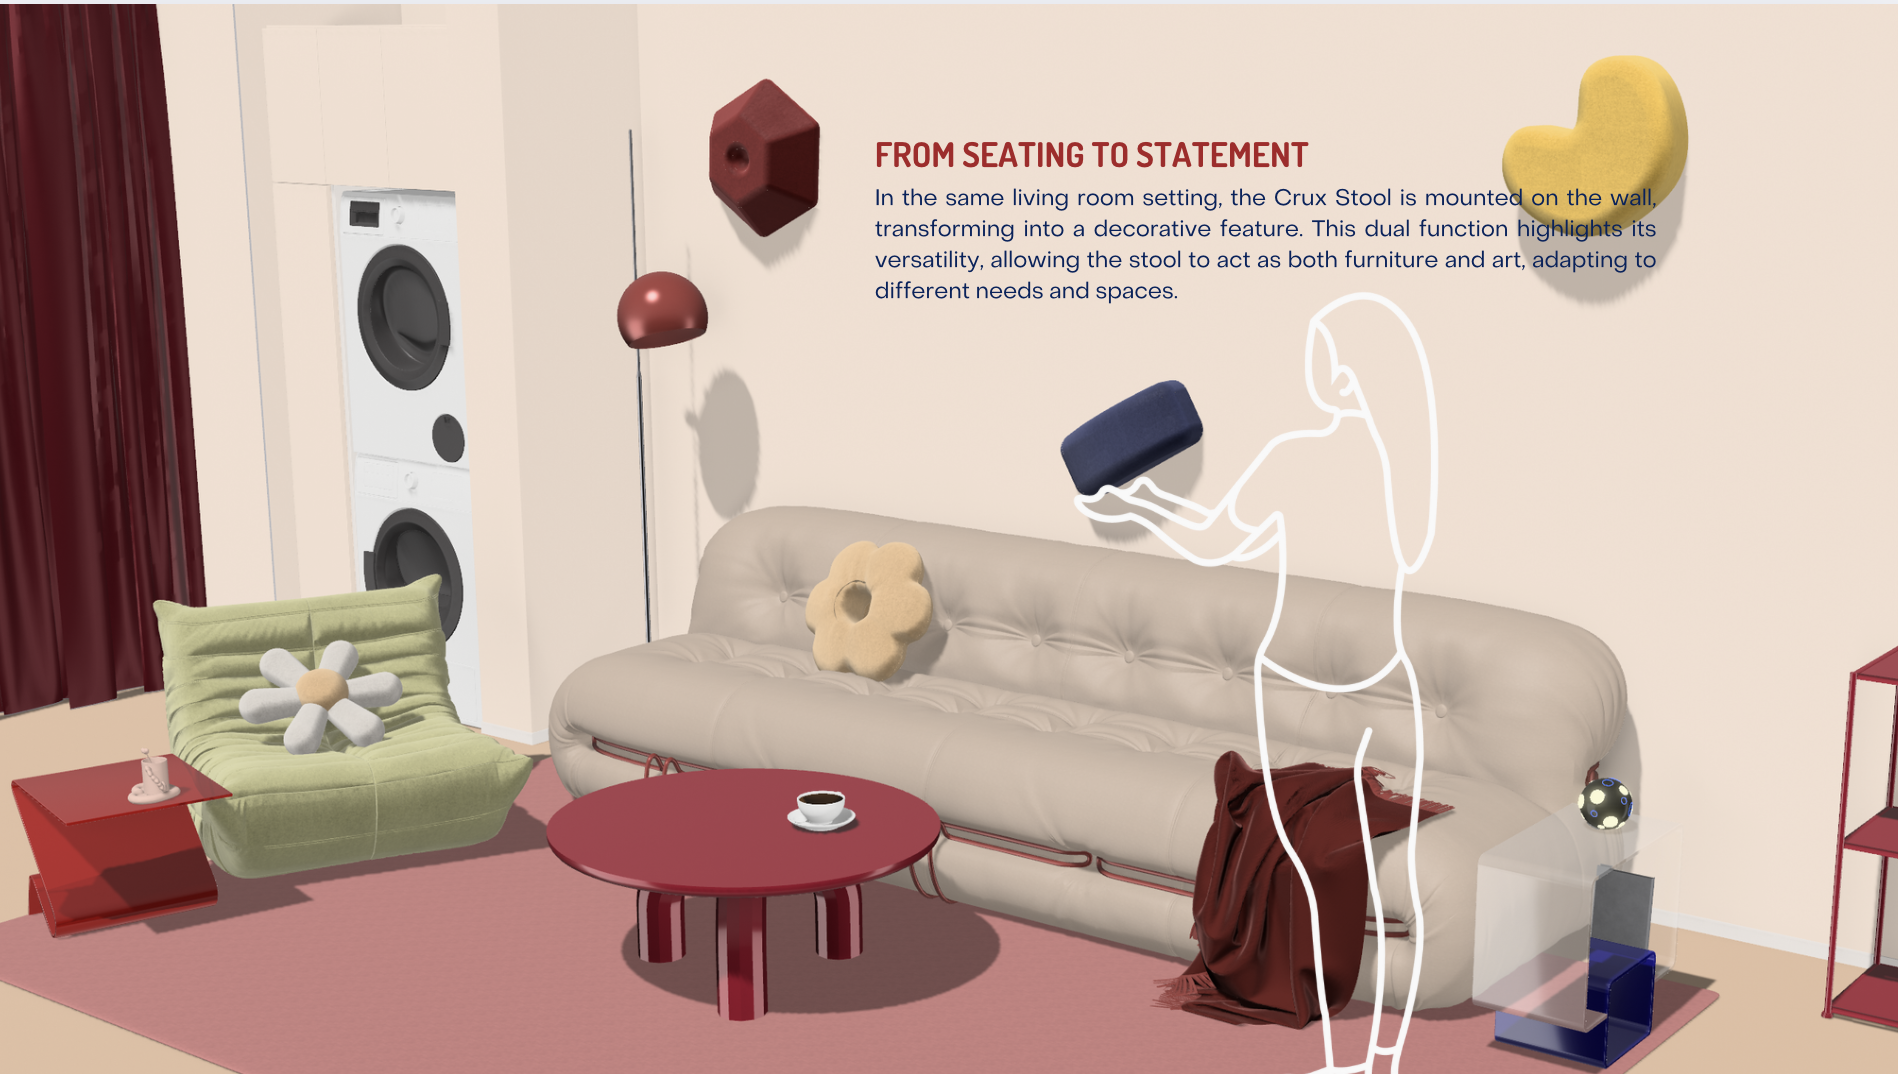 FROM SEATING TO STATEMENT
In the same living room setting, the Crux Stool is mounted on the wall,
transforming into a decorative feature. This dual function highlights its
versatility, allowing the stool to act as both furniture and art, adapting to
different needs and spaces.